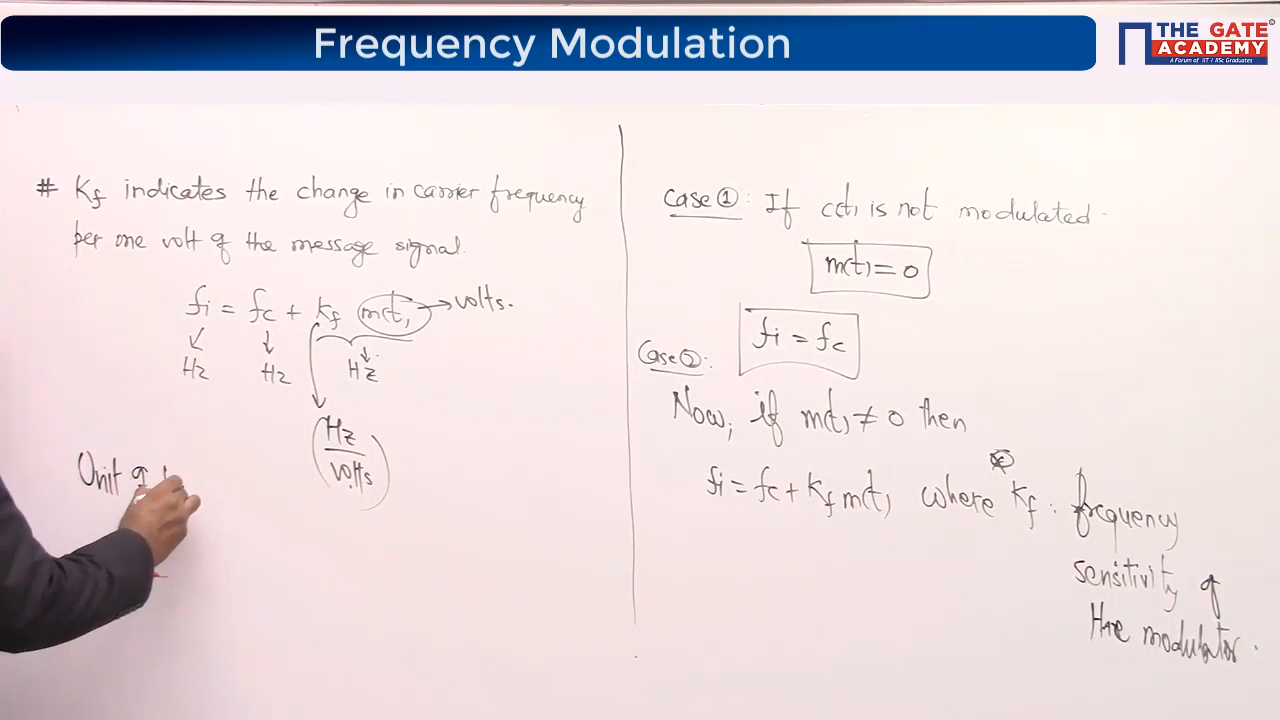 Frequency Modulation
THE GATE
ACADEMY
A Forum of IIT / IISc Graduates
# Kf indicates the change in carrier frequency
per one volt of the message signal.
fi = fc + kf m(t) → volts.
Hz Hz Hz
Hz
volts
Unit of
Case ① : If c(t) is not modulated.
m(t) = 0
fi = fc
Case ② :
Now, if m(t) ≠ 0 then
fi = fc + Kf m(t) where Kf : frequency
sensitivity of
the modulator.